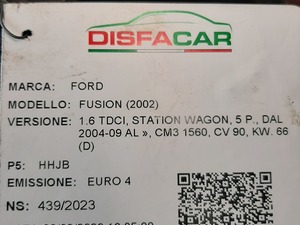 DISFACAR
MARCA: FORD
MODELLO: FUSION (2002)
VERSIONE: 1.6 TDCI, STATION WAGON, 5 P., DAL
2004-09 AL », CM3 1560, CV 90, KW. 66
(D)
P5: HHJB
EMISSIONE: EURO 4
NS: 439/2023